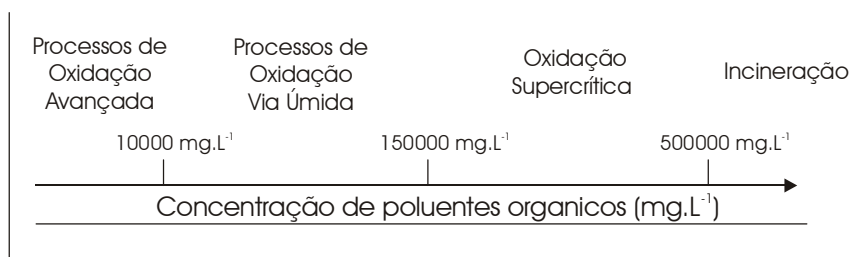 Processos de
Oxidação
Avançada
Processos de
Oxidação
Via Úmida
Oxidação
Supercrítica
Incineração
10000 mg.L⁻¹
150000 mg.L⁻¹
500000 mg.L⁻¹
Concentração de poluentes organicos (mg.L⁻¹)